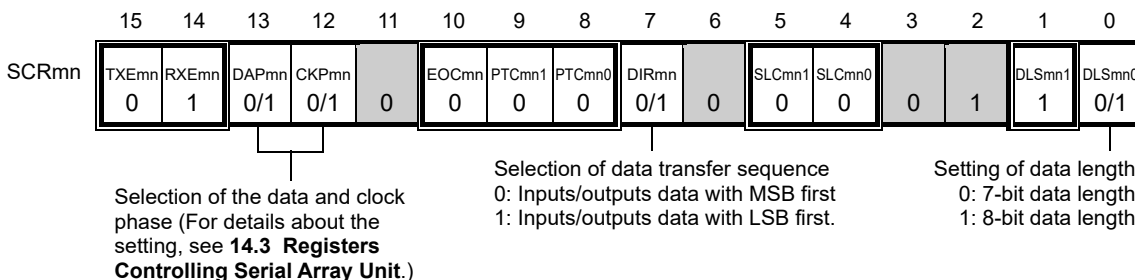 15 14 13 12 11 10 9 8 7 6 5 4 3 2 1 0
SCRmn TXEmn RXEmn DAPmn CKPmn EOCmn PTCmn1 PTCmn0 DIRmn SLCmn1 SLCmn0 DLSmn1 DLSmn0
0 1 0/1 0/1 0 0 0 0 0/1 0 0 0 0 1 1 0/1
Selection of the data and clock
phase (For details about the
setting, see 14.3 Registers
Controlling Serial Array Unit.)
Selection of data transfer sequence
0: Inputs/outputs data with MSB first
1: Inputs/outputs data with LSB first.
Setting of data length
0: 7-bit data length
1: 8-bit data length